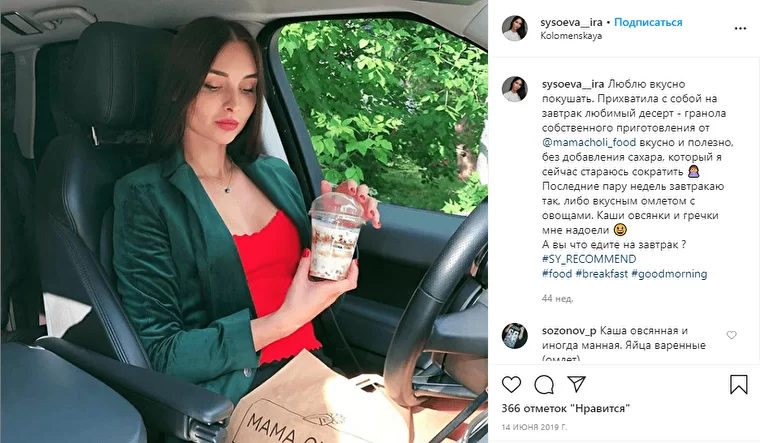 sysoeva__ira • Подписаться
Kolomenskaya
sysoeva__ira Люблю вкусно
покушать. Прихватила с собой на
завтрак любимый десерт - гранола
собственного приготовления от
@mamacholi_food вкусно и полезно,
без добавления сахара, который я
сейчас стараюсь сократить
Последние пару недель завтракаю
так, либо вкусным омлетом с
овощами. Каши овсянки и гречки
мне надоели
А вы что едите на завтрак ?
#SY_RECOMMEND
#food #breakfast #goodmorning
44 нед.
sozonov_p Каша овсянная и
иногда манная. Яйца варенные
(омлет)
366 отметок "Нравится"
14 ИЮНЯ 2019 Г.
MAMA